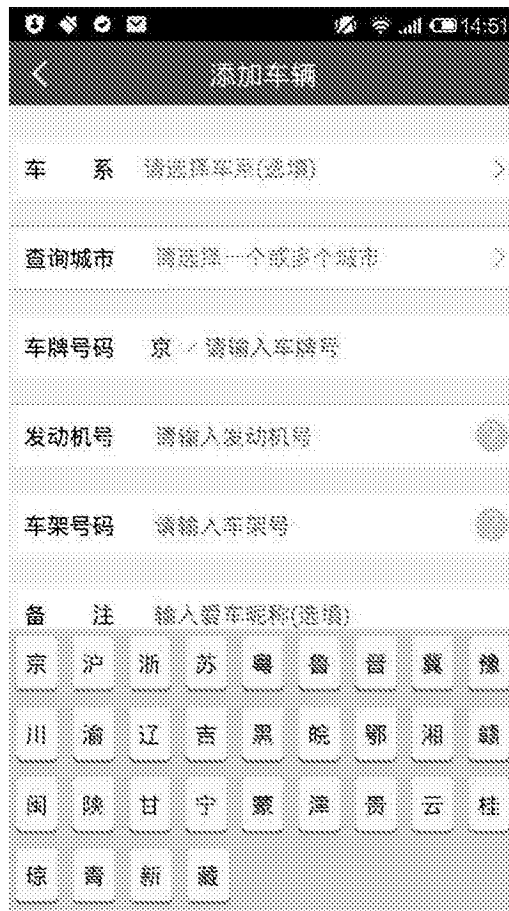 14:51
添加车辆
车 系 请选择车系(选填)
查询城市 请选择一个或多个城市
车牌号码 京 请输入车牌号
发动机号 请输入发动机号
车架号码 请输入车架号
备 注 输入爱车昵称(选填)
京 沪 浙 苏 粤 鲁 晋 冀 豫
川 渝 辽 吉 黑 皖 鄂 湘 赣
闽 陕 甘 宁 蒙 津 贵 云 桂
琼 青 新 藏